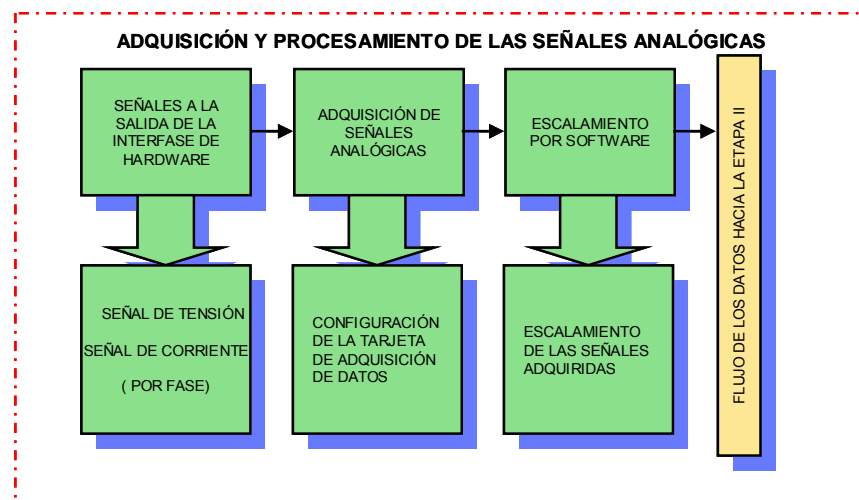 ADQUISICIÓN Y PROCESAMIENTO DE LAS SEÑALES ANALÓGICAS
SEÑALES A LA
SALIDA DE LA
INTERFASE DE
HARDWARE
ADQUISICIÓN DE
SEÑALES
ANALÓGICAS
ESCALAMIENTO
POR SOFTWARE
FLUJO DE LOS DATOS HACIA LA ETAPA II
SEÑAL DE TENSIÓN
SEÑAL DE CORRIENTE
( POR FASE)
CONFIGURACIÓN
DE LA TARJETA
DE ADQUISICIÓN
DE DATOS
ESCALAMIENTO
DE LAS SEÑALES
ADQUIRIDAS